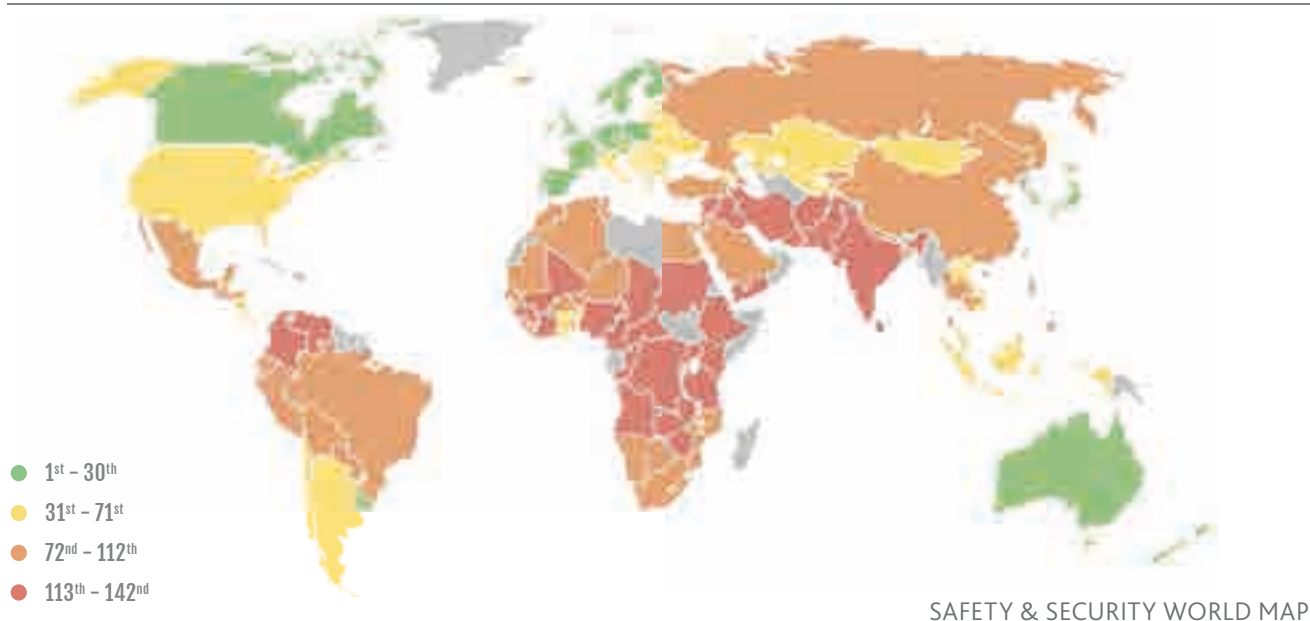 1st – 30th
31st – 71st
72nd – 112th
113th – 142nd
SAFETY & SECURITY WORLD MAP